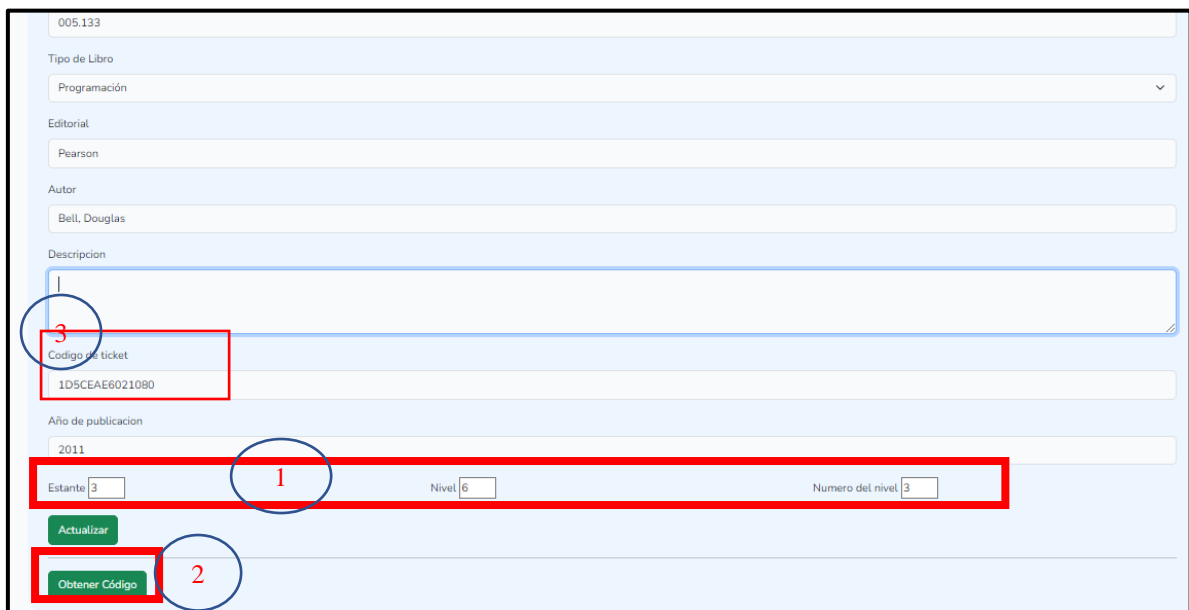 005.133
Tipo de Libro
Programación
Editorial
Pearson
Autor
Bell, Douglas
Descripcion
3
Codigo de ticket
1D5CEAE6021080
Año de publicacion
2011
1
Estante 3 Nivel 6 Numero del nivel 3
Actualizar
Obtener Código 2